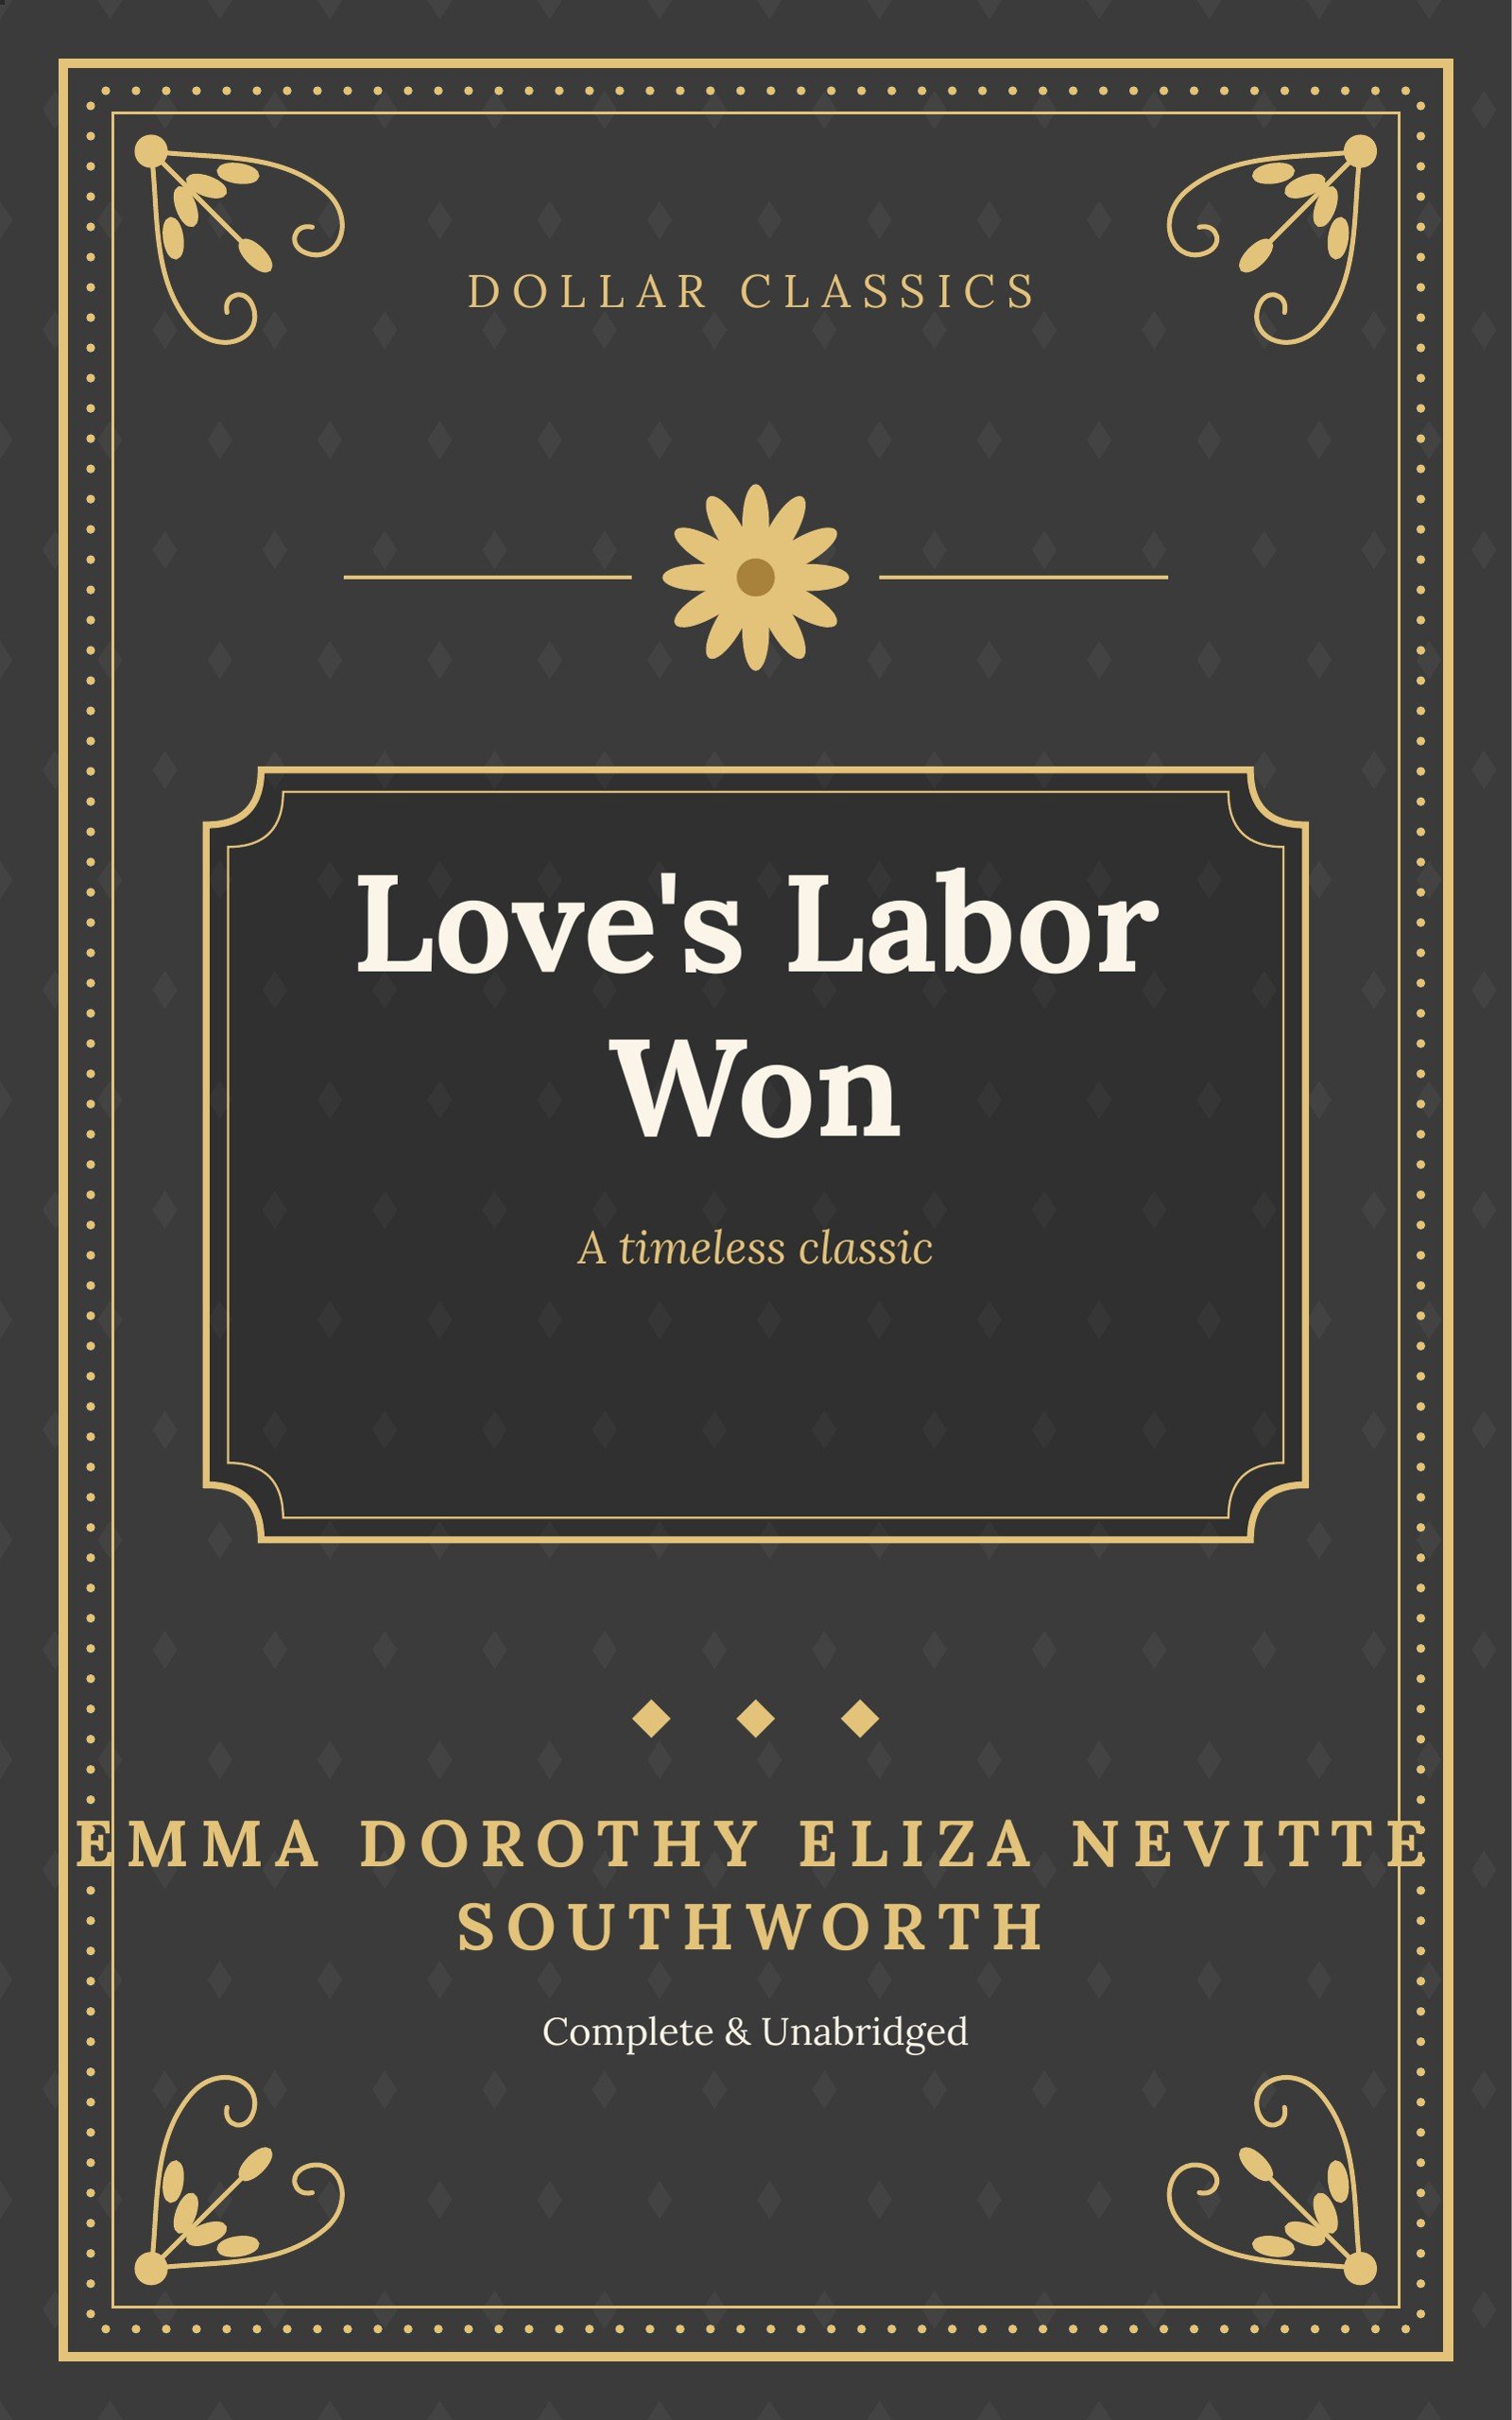 DOLLAR CLASSICS
Love's Labor
Won
A timeless classic
EMMA DOROTHY ELIZA NEVITTE
SOUTHWORTH
Complete & Unabridged